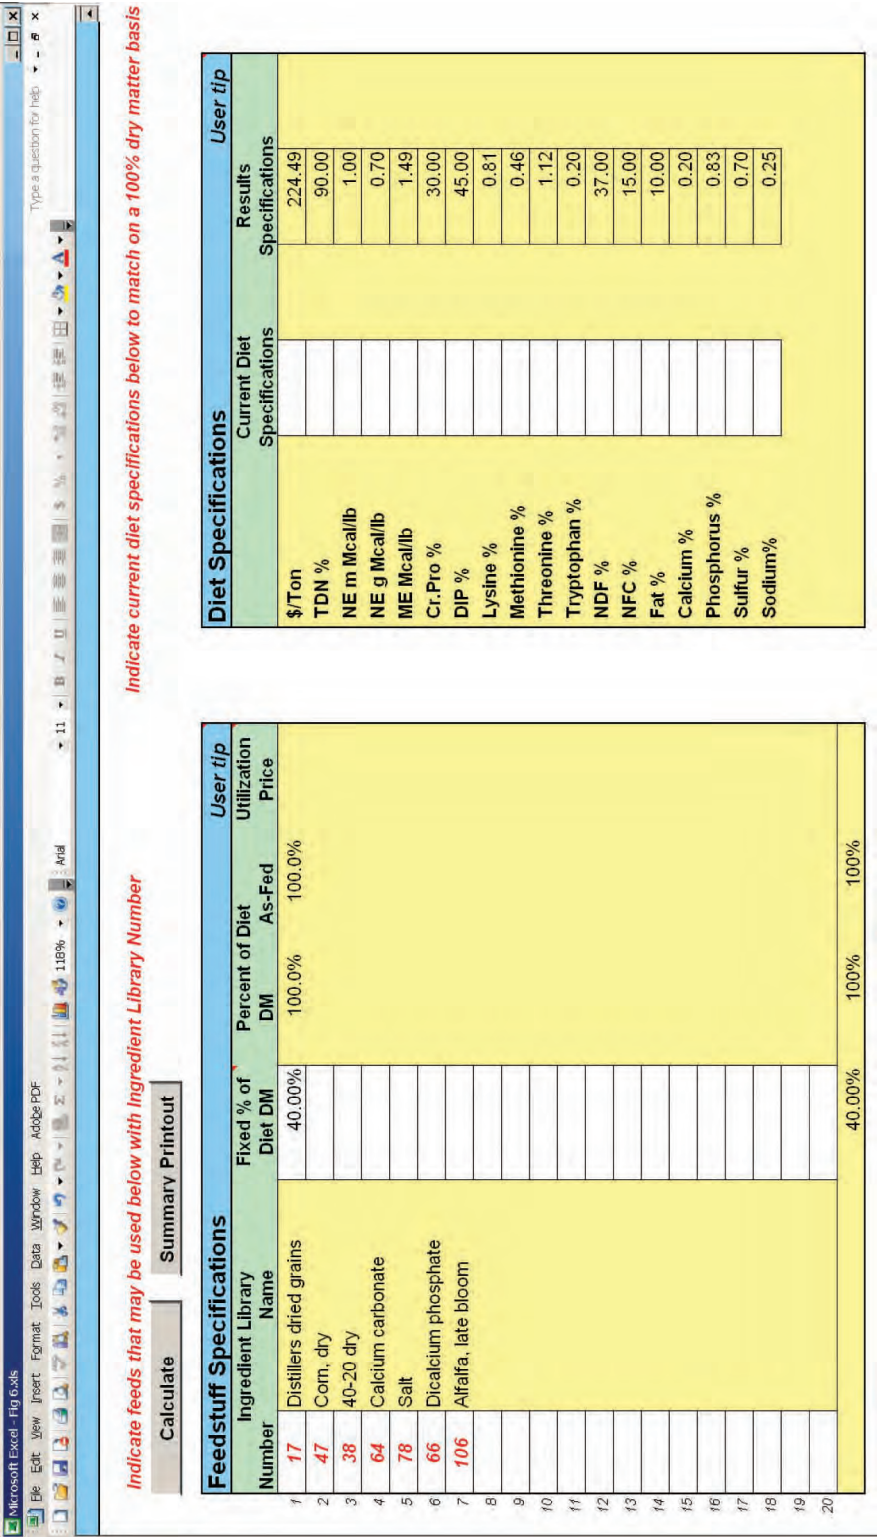 Microsoft Excel - Fig 6.xls
File Edit View Insert Format Tools Data Window Help Adobe PDF
Type a question for help
118%
Arial
11
B I U
$ % ,
Indicate feeds that may be used below with Ingredient Library Number
Indicate current diet specifications below to match on a 100% dry matter basis
Calculate
Summary Printout
Feedstuff Specifications User tip
Ingredient Library Fixed % of Percent of Diet Utilization
Number Name Diet DM DM As-Fed Price
1 17 Distillers dried grains 40.00% 100.0% 100.0%
2 47 Corn, dry
3 38 40-20 dry
4 64 Calcium carbonate
5 78 Salt
6 66 Dicalcium phosphate
7 106 Alfalfa, late bloom
8
9
10
11
12
13
14
15
16
17
18
19
20
40.00% 100% 100%
Diet Specifications User tip
Current Diet Results
Specifications Specifications
$/Ton 224.49
TDN % 90.00
NE m Mcal/lb 1.00
NE g Mcal/lb 0.70
ME Mcal/lb 1.49
Cr.Pro % 30.00
DIP % 45.00
Lysine % 0.81
Methionine % 0.46
Threonine % 1.12
Tryptophan % 0.20
NDF % 37.00
NFC % 15.00
Fat % 10.00
Calcium % 0.20
Phosphorus % 0.83
Sulfur % 0.70
Sodium% 0.25